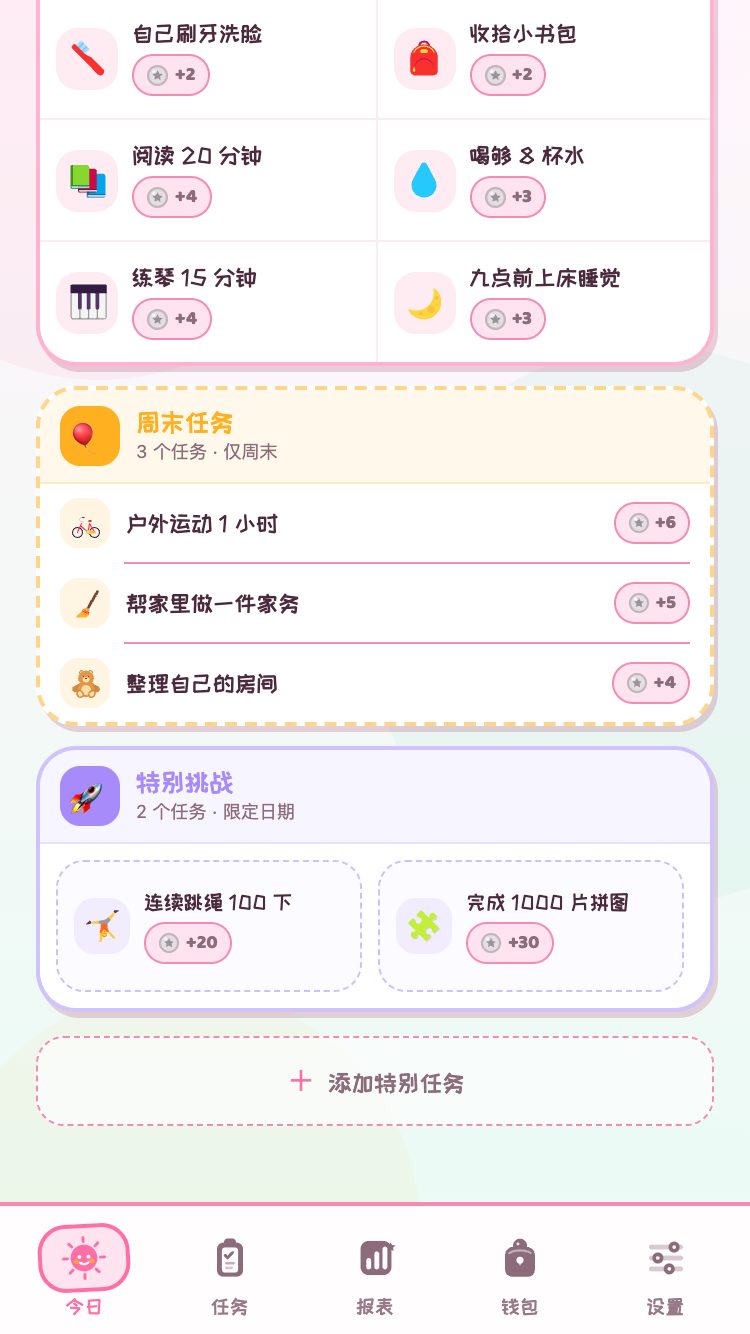 自己刷牙洗脸
+2
收拾小书包
+2
阅读 20 分钟
+4
喝够 8 杯水
+3
练琴 15 分钟
+4
九点前上床睡觉
+3
周末任务
3 个任务 · 仅周末
户外运动 1 小时
+6
帮家里做一件家务
+5
整理自己的房间
+4
特别挑战
2 个任务 · 限定日期
连续跳绳 100 下
+20
完成 1000 片拼图
+30
+ 添加特别任务
今日
任务
报表
钱包
设置